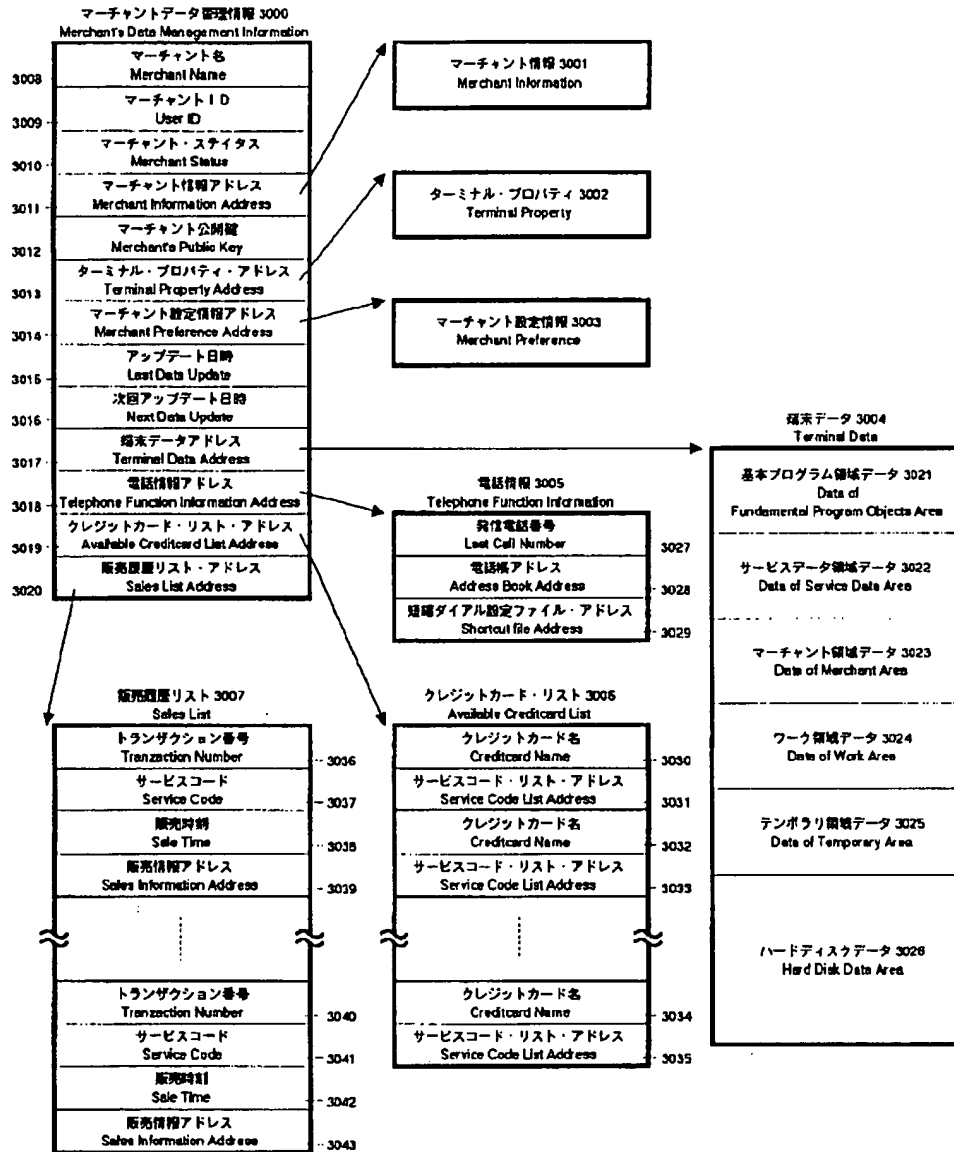 マーチャントデータ管理情報 3000
Merchant's Data Management Information
マーチャント名
Merchant Name
3008
マーチャントID
User ID
3009
マーチャント・ステイタス
Merchant Status
3010
マーチャント情報アドレス
Merchant Information Address
3011
マーチャント公開鍵
Merchant's Public Key
3012
ターミナル・プロパティ・アドレス
Terminal Property Address
3013
マーチャント設定情報アドレス
Merchant Preference Address
3014
アップデート日時
Last Data Update
3015
次回アップデート日時
Next Data Update
3016
端末データアドレス
Terminal Data Address
3017
電話情報アドレス
Telephone Function Information Address
3018
クレジットカード・リスト・アドレス
Available Creditcard List Address
3019
販売履歴リスト・アドレス
Sales List Address
3020
マーチャント情報 3001
Merchant Information
ターミナル・プロパティ 3002
Terminal Property
マーチャント設定情報 3003
Merchant Preference
端末データ 3004
Terminal Data
基本プログラム領域データ 3021
Data of
Fundamental Program Objects Area
サービスデータ領域データ 3022
Data of Service Data Area
マーチャント領域データ 3023
Data of Merchant Area
ワーク領域データ 3024
Data of Work Area
テンポラリ領域データ 3025
Data of Temporary Area
ハードディスクデータ 3026
Hard Disk Data Area
電話情報 3005
Telephone Function Information
発信電話番号
Last Call Number
3027
電話帳アドレス
Address Book Address
3028
短縮ダイアル設定ファイル・アドレス
Shortcut file Address
3029
販売履歴リスト 3007
Sales List
トランザクション番号
Tranzaction Number
3016
サービスコード
Service Code
3017
販売時刻
Sale Time
3038
販売情報アドレス
Sales Information Address
3039
トランザクション番号
Tranzaction Number
3040
サービスコード
Service Code
3041
販売時刻
Sale Time
3042
販売情報アドレス
Sales Information Address
3043
クレジットカード・リスト 3006
Available Creditcard List
クレジットカード名
Creditcard Name
3030
サービスコード・リスト・アドレス
Service Code List Address
3031
クレジットカード名
Creditcard Name
3032
サービスコード・リスト・アドレス
Service Code List Address
3033
クレジットカード名
Creditcard Name
3034
サービスコード・リスト・アドレス
Service Code List Address
3035